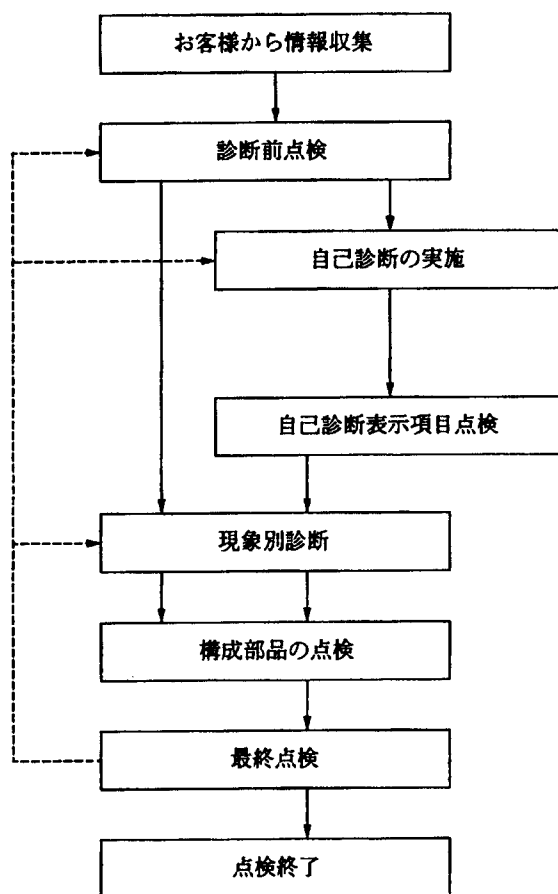 お客様から情報収集
診断前点検
自己診断の実施
自己診断表示項目点検
現象別診断
構成部品の点検
最終点検
点検終了